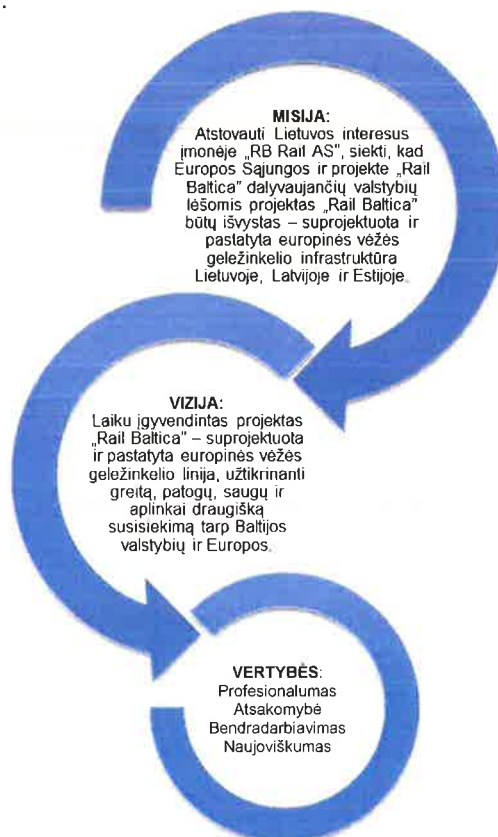 MISIJA:
Atstovauti Lietuvos interesus
įmonėje „RB Rail AS", siekti, kad
Europos Sąjungos ir projekte „Rail
Baltica" dalyvaujančių valstybių
lėšomis projektas „Rail Baltica"
būtų išvystas – suprojektuota ir
pastatyta europinės vėžės
geležinkelio infrastruktūra
Lietuvoje, Latvijoje ir Estijoje.
VIZIJA:
Laiku įgyvendintas projektas
„Rail Baltica" – suprojektuota
ir pastatyta europinės vėžės
geležinkelio linija, užtikrinanti
greitą, patogų, saugų ir
aplinkai draugišką
susisiekimą tarp Baltijos
valstybių ir Europos.
VERTYBĖS:
Profesionalumas
Atsakomybė
Bendradarbiavimas
Naujoviškumas